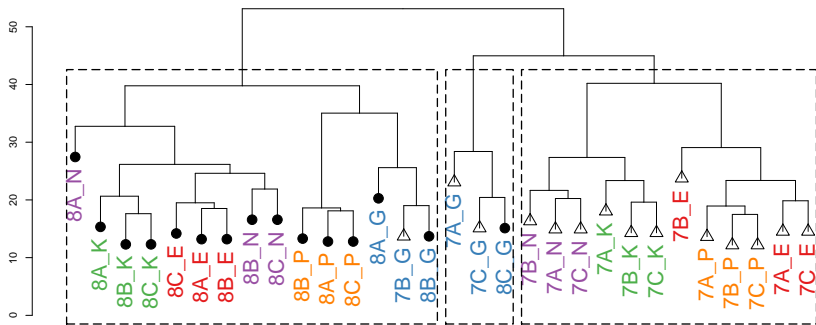 50
40
30
20
10
0
8A_N
8A_K
8B_K
8C_K
8C_E
8A_E
8B_E
8B_N
8C_N
8B_P
8A_P
8C_P
8A_G
7B_G
8B_G
7A_G
7C_G
8C_G
7B_N
7A_N
7C_N
7A_K
7B_K
7C_K
7B_E
7A_P
7B_P
7C_P
7A_E
7C_E